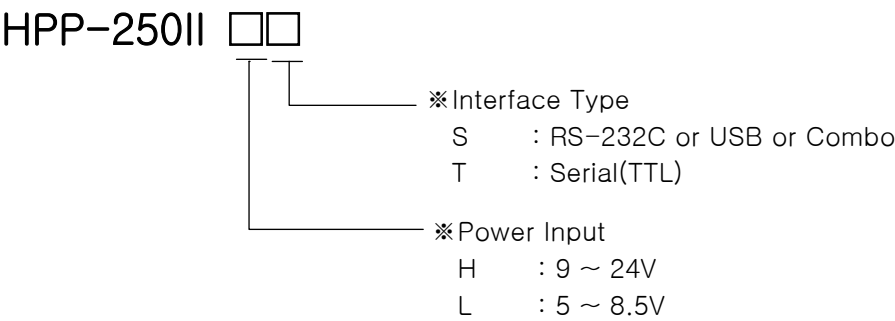 HPP-250II □□
※Interface Type
S : RS-232C or USB or Combo
T : Serial(TTL)
※Power Input
H : 9 ~ 24V
L : 5 ~ 8.5V